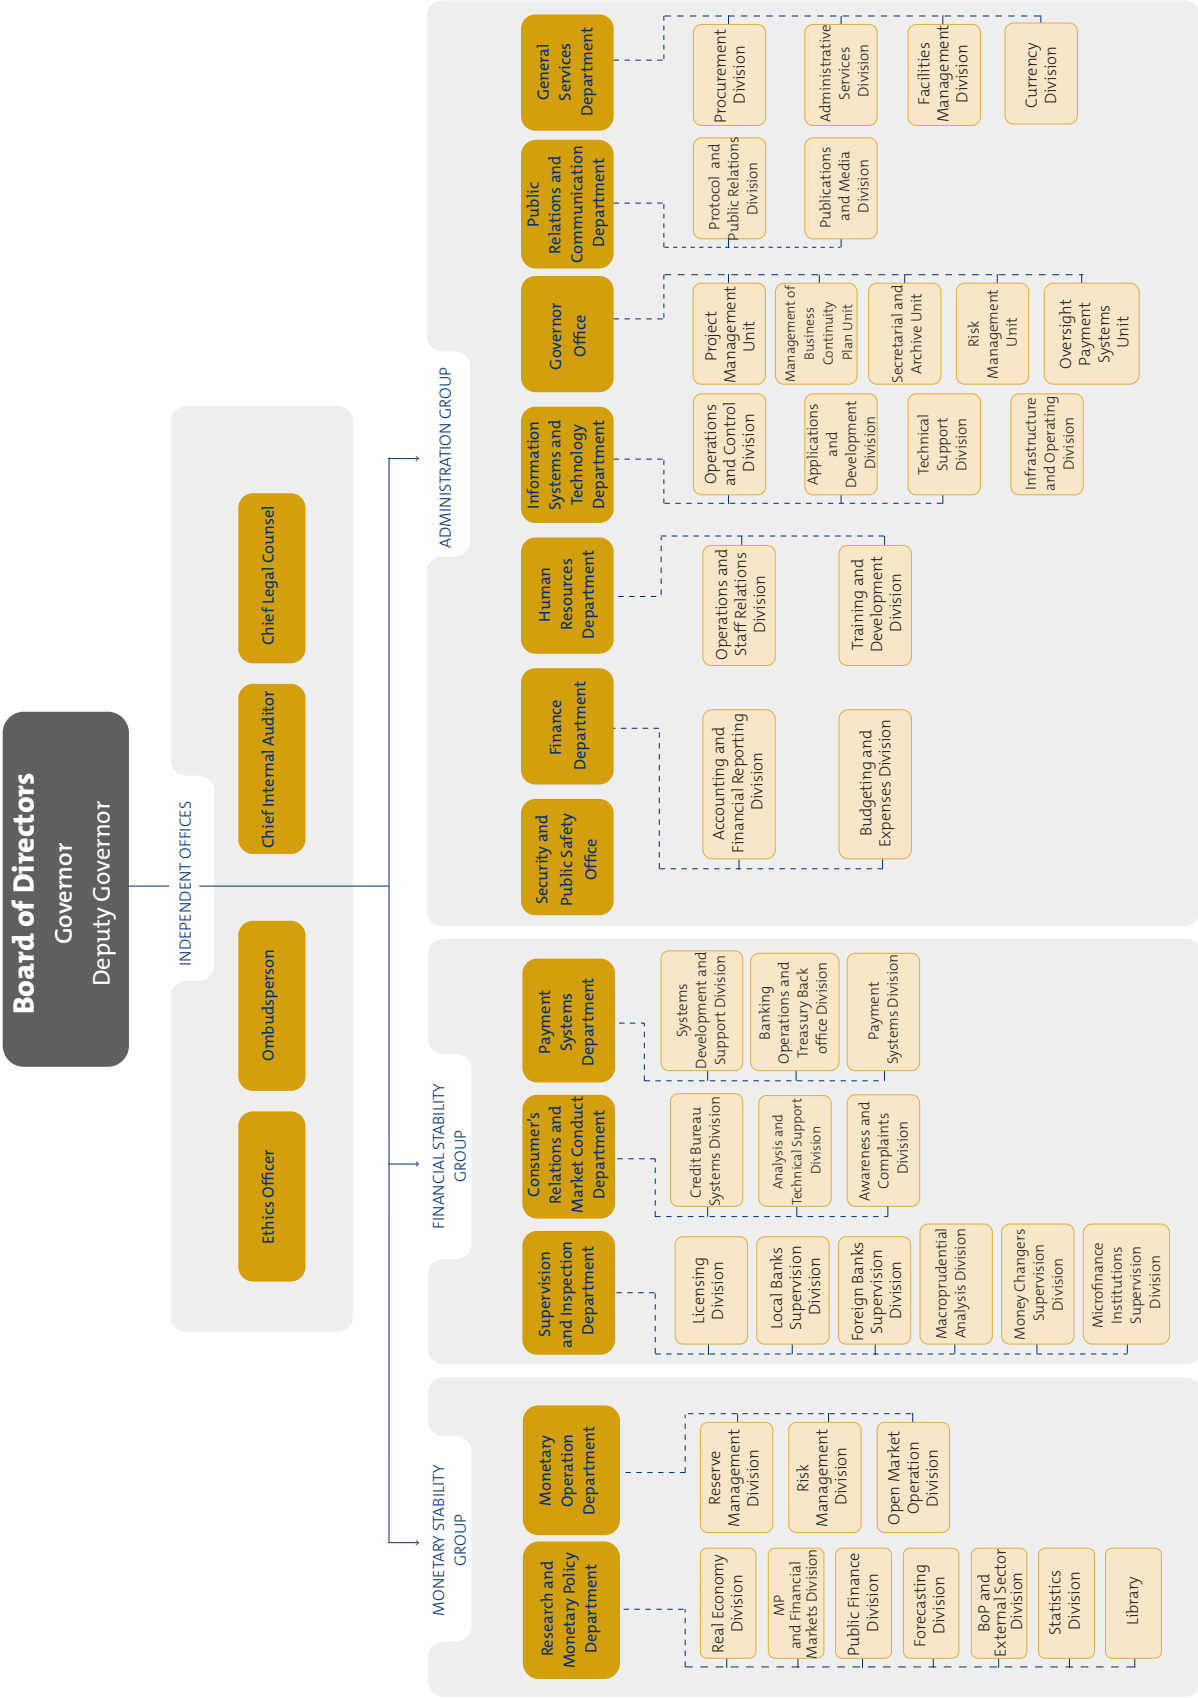 Board of Directors
Governor
Deputy Governor
INDEPENDENT OFFICES
Ethics Officer
Ombudsperson
Chief Internal Auditor
Chief Legal Counsel
MONETARY STABILITY
GROUP
Research and
Monetary Policy
Department
Real Economy
Division
MP
and Financial
Markets Division
Public Finance
Division
Forecasting
Division
BoP and
External Sector
Division
Statistics
Division
Library
Monetary
Operation
Department
Reserve
Management
Division
Risk
Management
Division
Open Market
Operation
Division
FINANCIAL STABILITY
GROUP
Supervision
and Inspection
Department
Licensing
Division
Local Banks
Supervision
Division
Foreign Banks
Supervision
Division
Macroprudential
Analysis Division
Money Changers
Supervision
Division
Microfinance
Institutions
Supervision
Division
Consumer's
Relations and
Market Conduct
Department
Credit Bureau
Systems Division
Analysis and
Technical Support
Division
Awareness and
Complaints
Division
Payment
Systems
Department
Systems
Development and
Support Division
Banking
Operations and
Treasury Back
office Division
Payment
Systems Division
ADMINISTRATION GROUP
Security and
Public Safety
Office
Finance
Department
Accounting and
Financial Reporting
Division
Budgeting and
Expenses Division
Human
Resources
Department
Operations and
Staff Relations
Division
Training and
Development
Division
Information
Systems and
Technology
Department
Operations
and Control
Division
Applications
and
Development
Division
Technical
Support
Division
Infrastructure
and Operating
Division
Governor
Office
Project
Management
Unit
Management of
Business
Continuity
Plan Unit
Secretarial and
Archive Unit
Risk
Management
Unit
Oversight
Payment
Systems
Unit
Public
Relations and
Communication
Department
Protocol and
Public Relations
Division
Publications
and Media
Division
General
Services
Department
Procurement
Division
Administrative
Services
Division
Facilities
Management
Division
Currency
Division